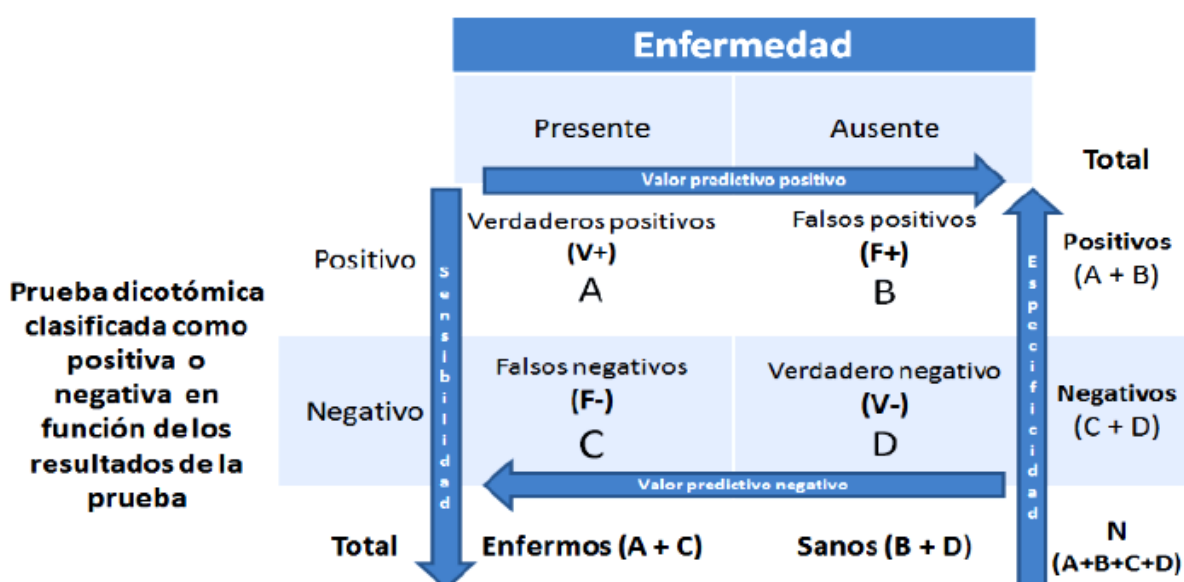 Enfermedad
Presente
Ausente
Total
Valor predictivo positivo
Verdaderos positivos
(V+)
A
Falsos positivos
(F+)
B
Positivo
Positivos
(A + B)
Sensibilidad
Especificidad
Prueba dicotómica
clasificada como
positiva o
negativa en
función de los
resultados de la
prueba
Negativo
Falsos negativos
(F-)
C
Verdadero negativo
(V-)
D
Negativos
(C + D)
Valor predictivo negativo
Total
Enfermos (A + C)
Sanos (B + D)
N
(A+B+C+D)